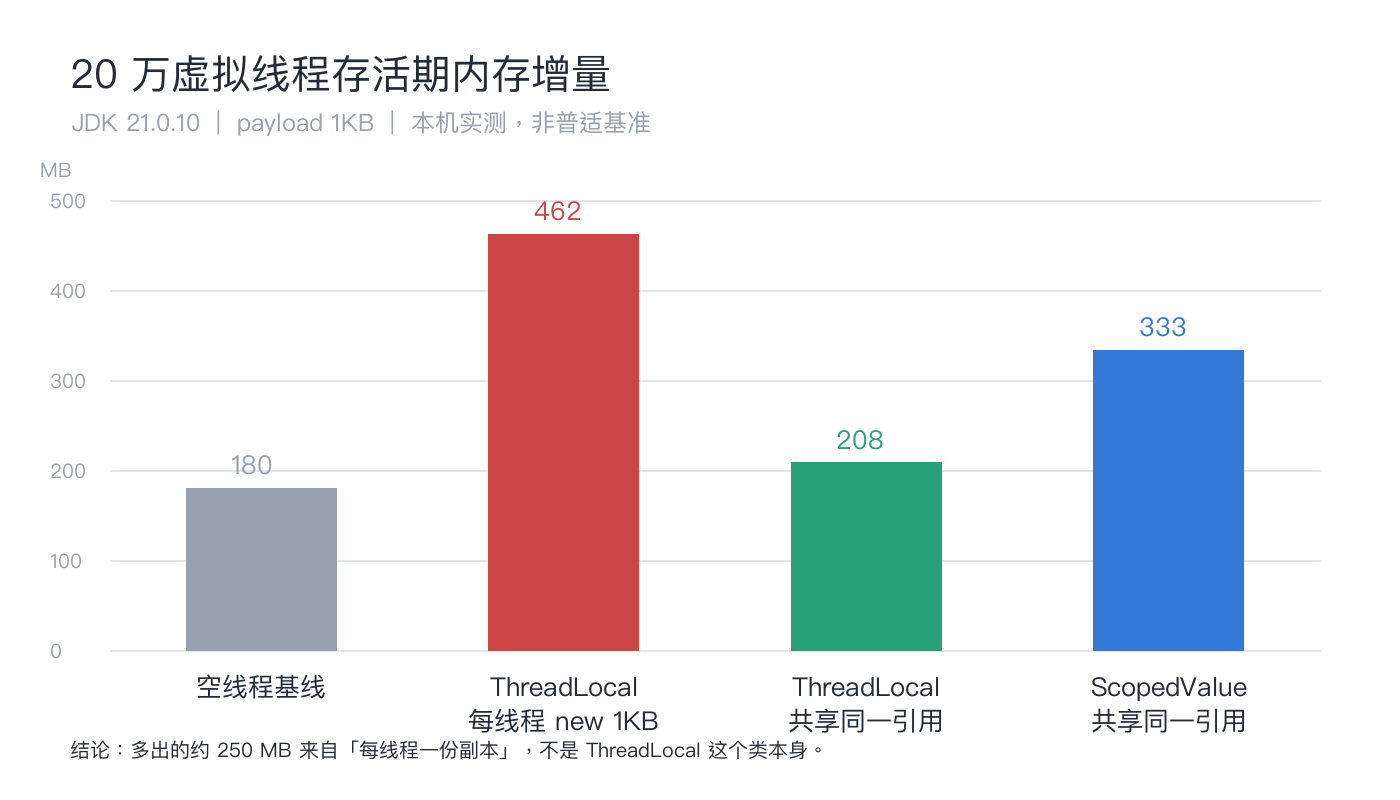 20 万虚拟线程存活期内存增量
JDK 21.0.10 | payload 1KB | 本机实测，非普适基准
MB
500
462
400
333
300
208
200
180
100
0
空线程基线
ThreadLocal
每线程 new 1KB
ThreadLocal
共享同一引用
ScopedValue
共享同一引用
结论：多出的约 250 MB 来自「每线程一份副本」，不是 ThreadLocal 这个类本身。